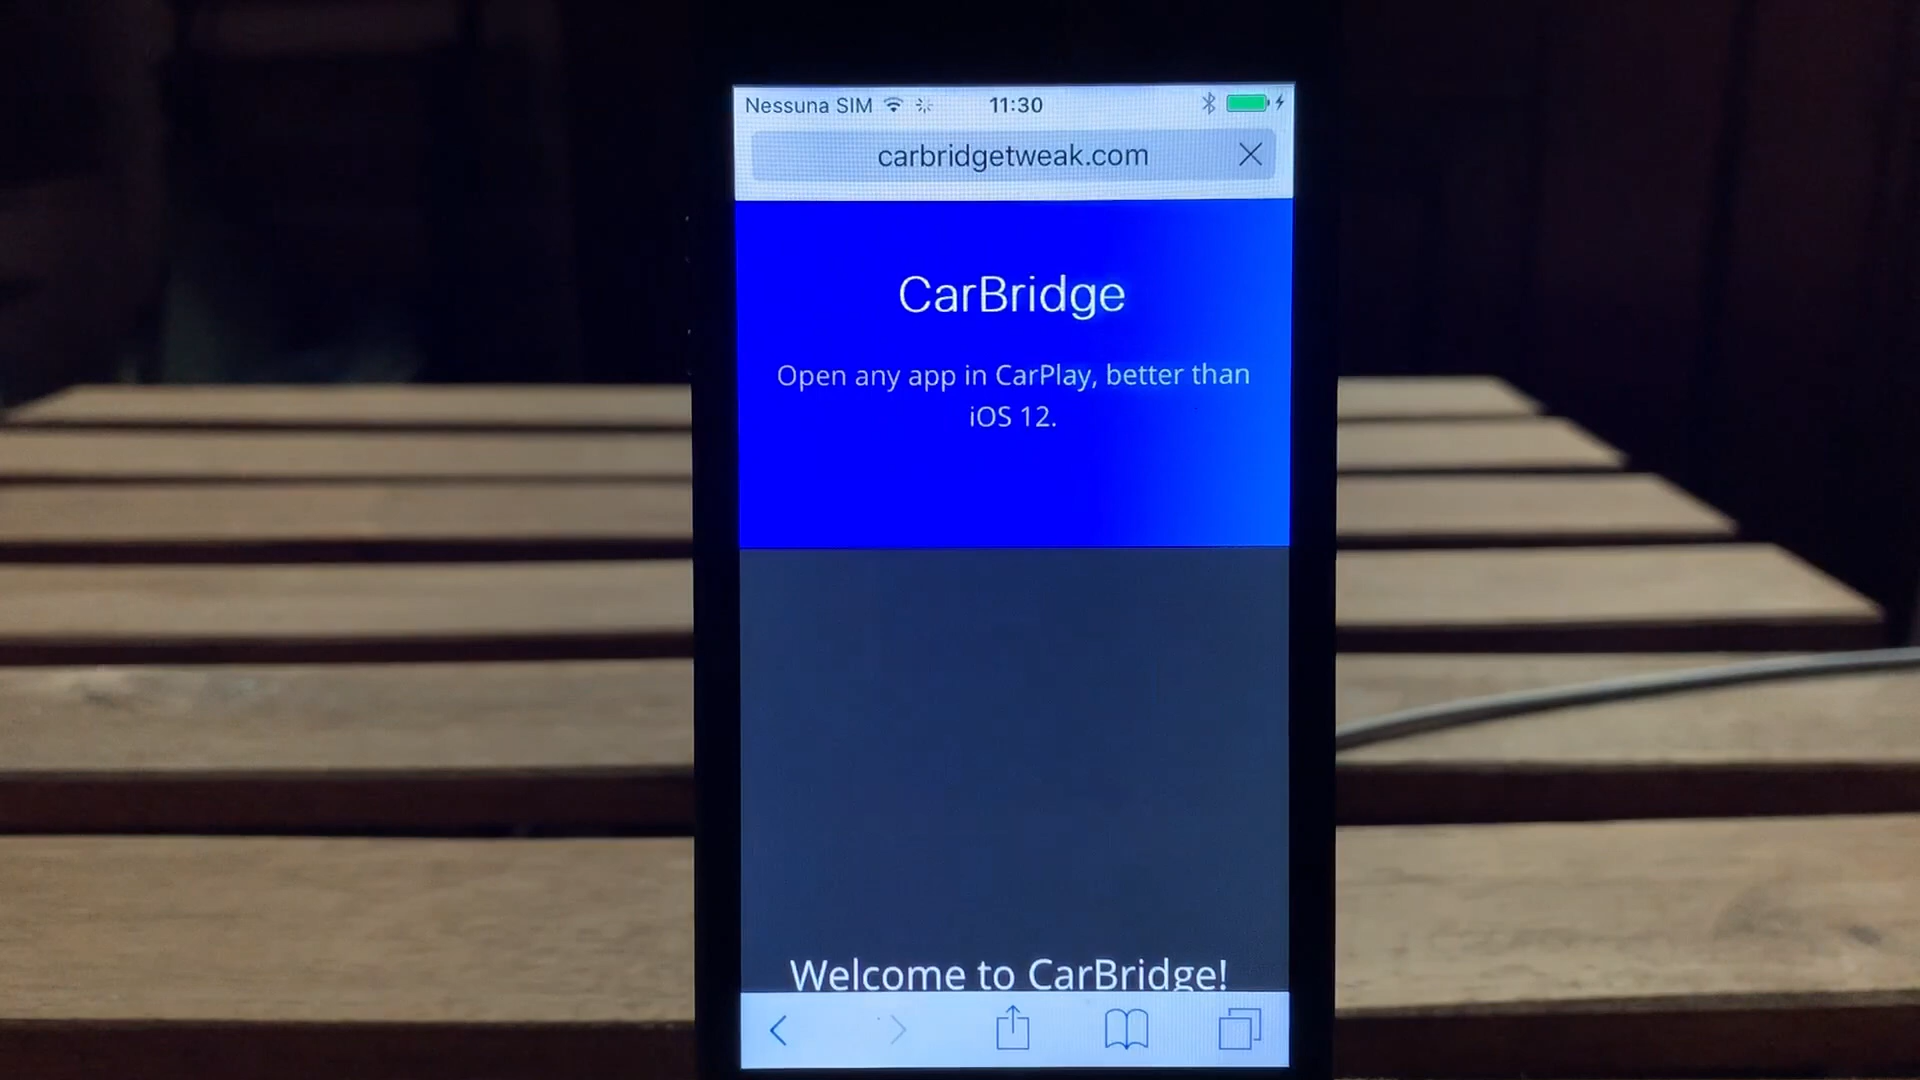 Nessuna SIM 11:30
carbridgetweak.com
CarBridge
Open any app in CarPlay, better than
iOS 12.
Welcome to CarBridge!